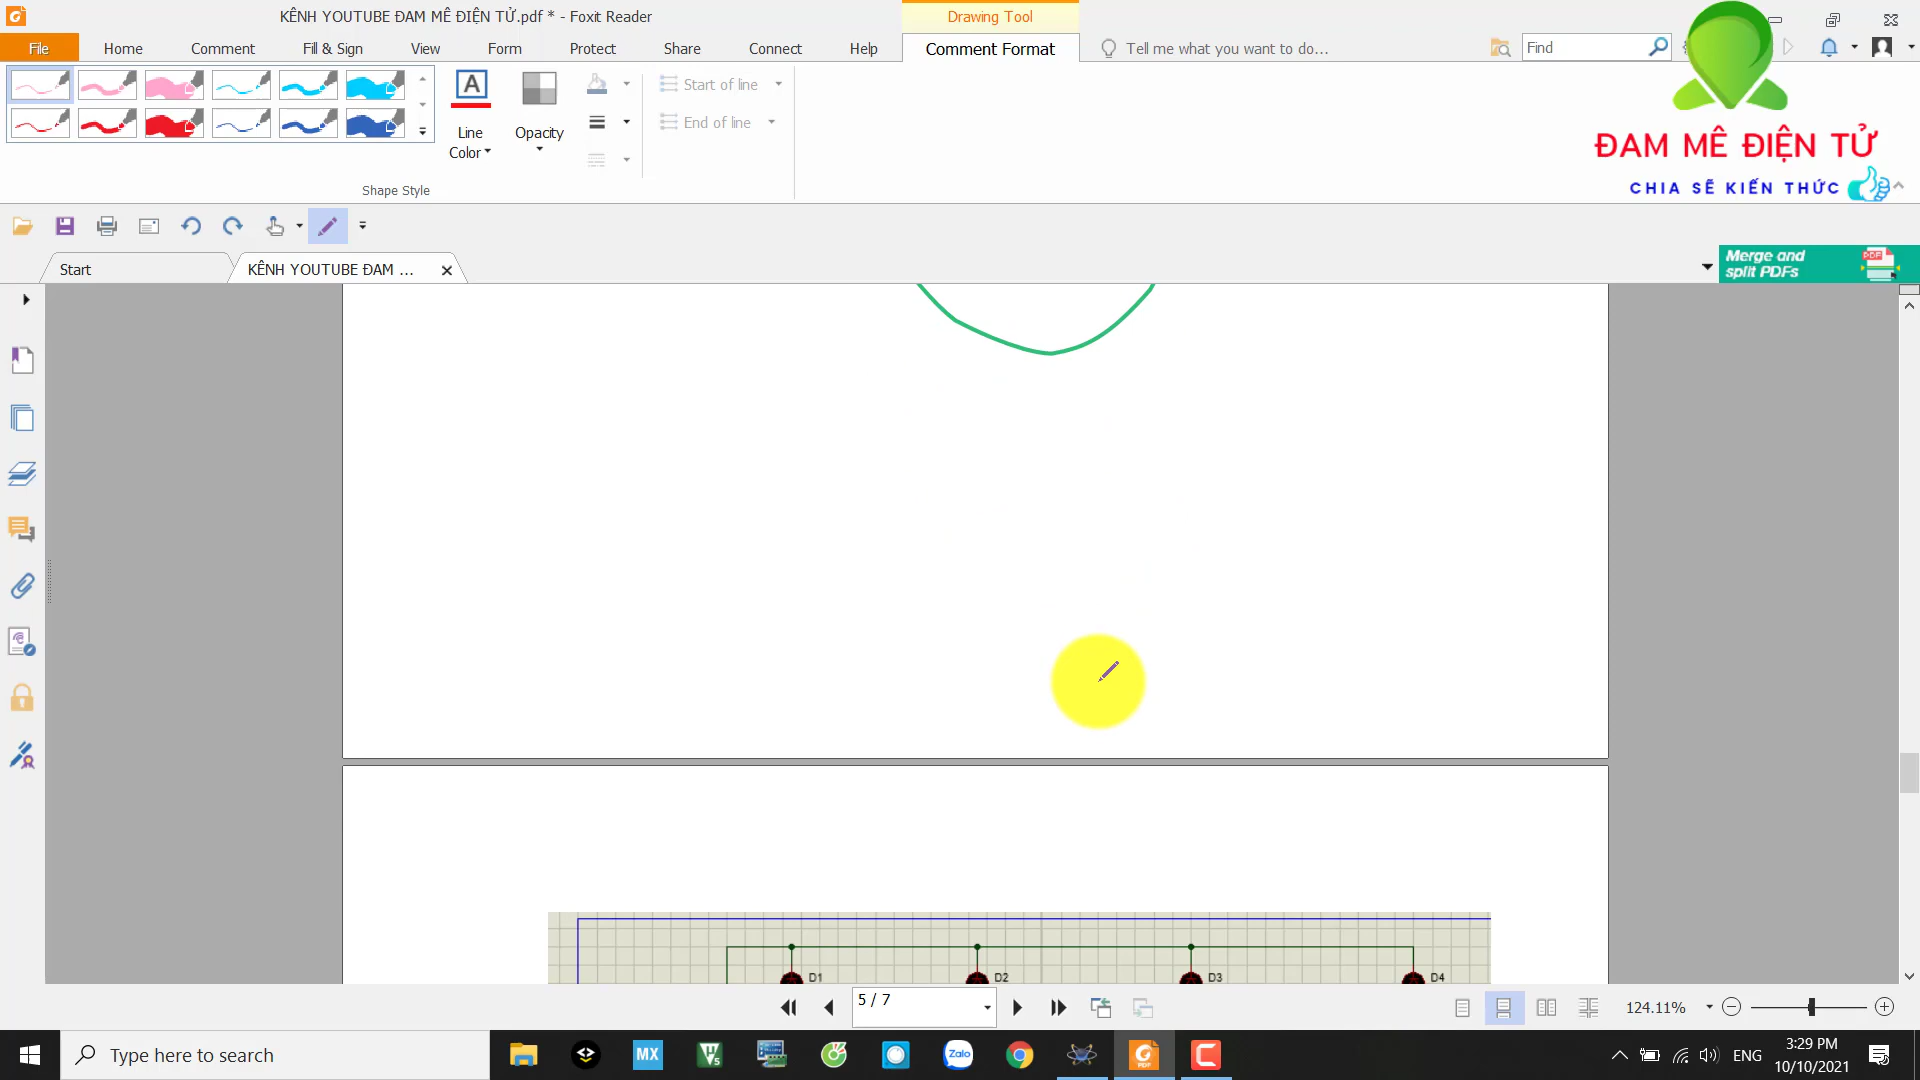 KÊNH YOUTUBE ĐAM MÊ ĐIỆN TỬ.pdf * - Foxit Reader
Drawing Tool
File Home Comment Fill & Sign View Form Protect Share Connect Help Comment Format Tell me what you want to do... Find
Start of line
End of line
Line Color
Opacity
Shape Style
ĐAM MÊ ĐIỆN TỬ
CHIA SẼ KIẾN THỨC
Start
KÊNH YOUTUBE ĐAM ...
Merge and
split PDFs
D1 D2 D3 D4
5 / 7
124.11%
Type here to search
MX
Zalo
PDF
ENG
3:29 PM
10/10/2021